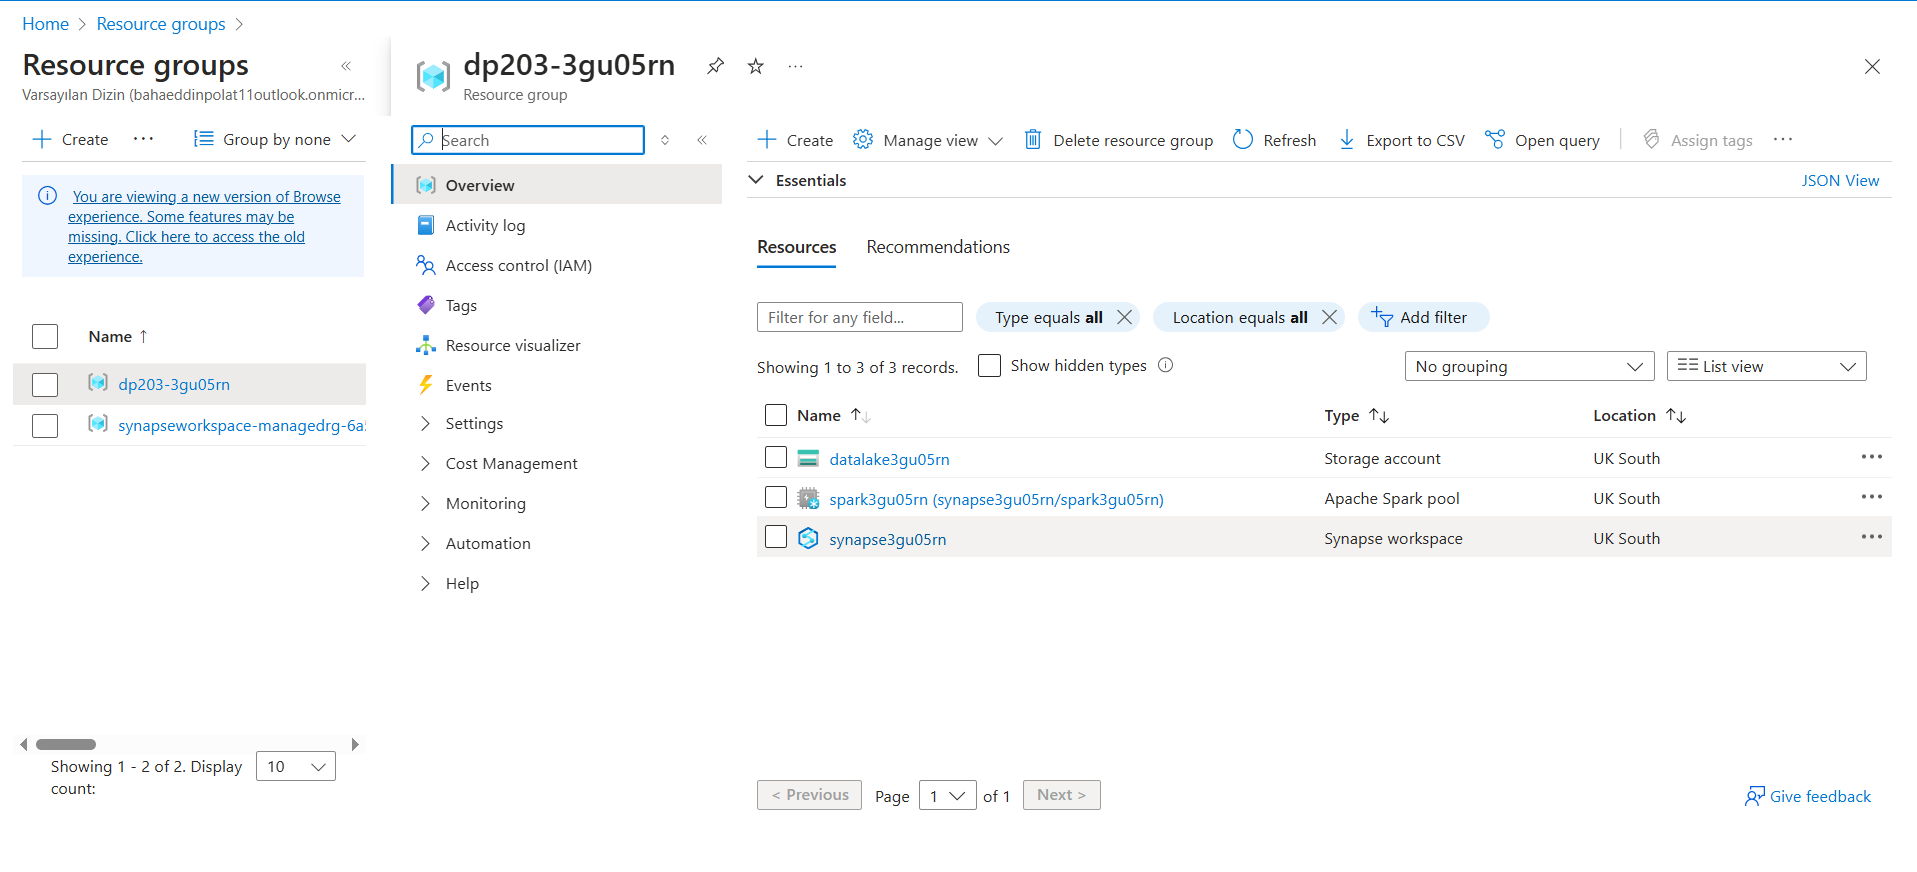 Home > Resource groups >
Resource groups «
Varsayılan Dizin (bahaeddinpolat11outlook.onmicr...
+ Create ··· Group by none
You are viewing a new version of Browse
experience. Some features may be
missing. Click here to access the old
experience.
Name ↑
dp203-3gu05rn
synapseworkspace-managedrg-6a
Showing 1 - 2 of 2. Display
count:
10
dp203-3gu05rn ···
Resource group
Search «
Overview
Activity log
Access control (IAM)
Tags
Resource visualizer
Events
Settings
Cost Management
Monitoring
Automation
Help
+ Create Manage view Delete resource group Refresh Export to CSV Open query Assign tags ···
Essentials JSON View
Resources Recommendations
Filter for any field... Type equals all Location equals all Add filter
Showing 1 to 3 of 3 records. Show hidden types No grouping List view
Name ↑↓ Type ↑↓ Location ↑↓
datalake3gu05rn Storage account UK South ···
spark3gu05rn (synapse3gu05rn/spark3gu05rn) Apache Spark pool UK South ···
synapse3gu05rn Synapse workspace UK South ···
< Previous Page 1 of 1 Next > Give feedback